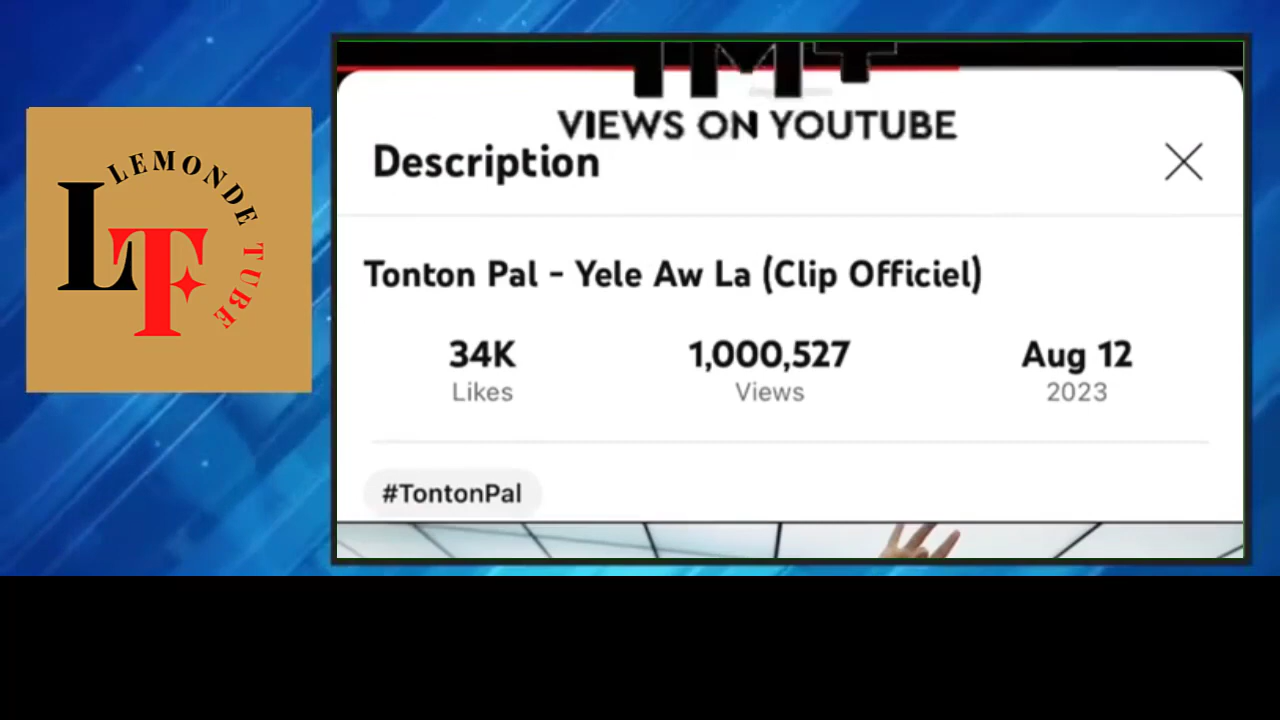 LEMONDE TUBE
LT
VIEWS ON YOUTUBE
Description
Tonton Pal - Yele Aw La (Clip Officiel)
34K 1,000,527 Aug 12
Likes Views 2023
#TontonPal